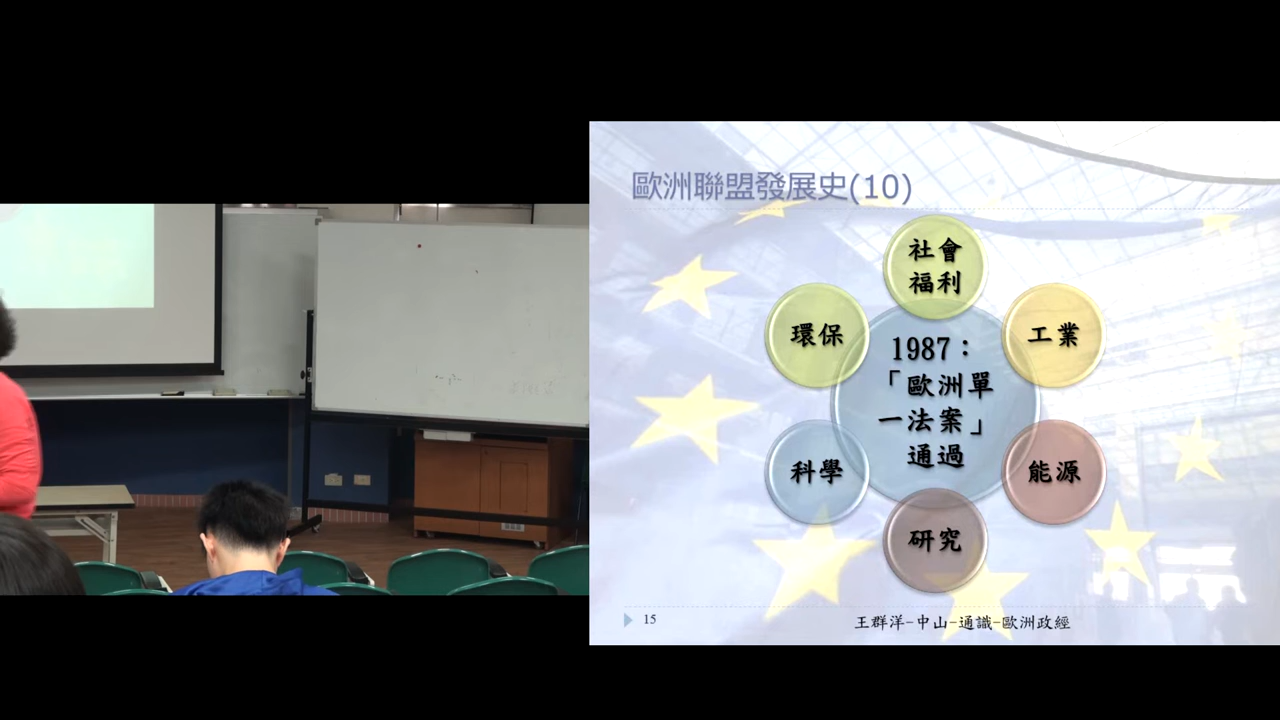 歐洲聯盟發展史(10)
社會
福利
環保
工業
1987：
「歐洲單
一法案」
通過
科學
能源
研究
15
王群洋-中山-通識-歐洲政經